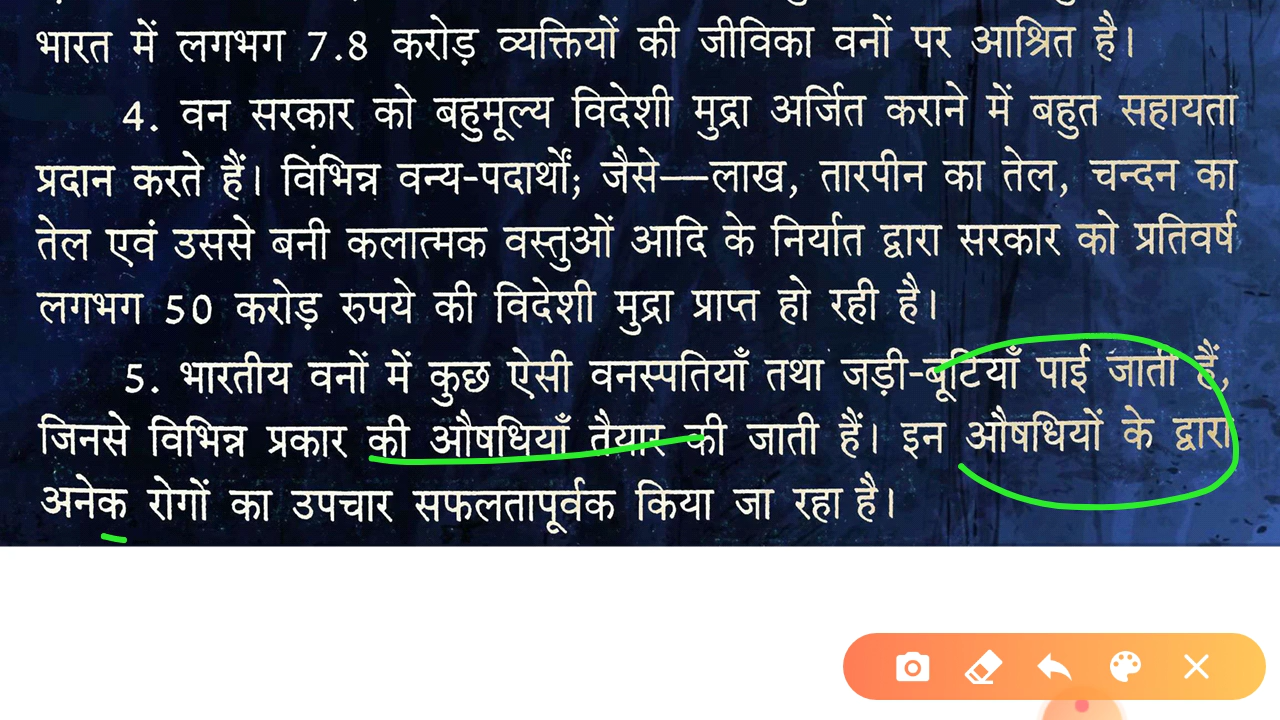 भारत में लगभग 7.8 करोड़ व्यक्तियों की जीविका वनों पर आश्रित है।
4. वन सरकार को बहुमूल्य विदेशी मुद्रा अर्जित कराने में बहुत सहायता
प्रदान करते हैं। विभिन्न वन्य-पदार्थों; जैसे—लाख, तारपीन का तेल, चन्दन का
तेल एवं उससे बनी कलात्मक वस्तुओं आदि के निर्यात द्वारा सरकार को प्रतिवर्ष
लगभग 50 करोड़ रुपये की विदेशी मुद्रा प्राप्त हो रही है।
5. भारतीय वनों में कुछ ऐसी वनस्पतियाँ तथा जड़ी-बूटियाँ पाई जाती हैं,
जिनसे विभिन्न प्रकार की औषधियाँ तैयार की जाती हैं। इन औषधियों के द्वारा
अनेक रोगों का उपचार सफलतापूर्वक किया जा रहा है।